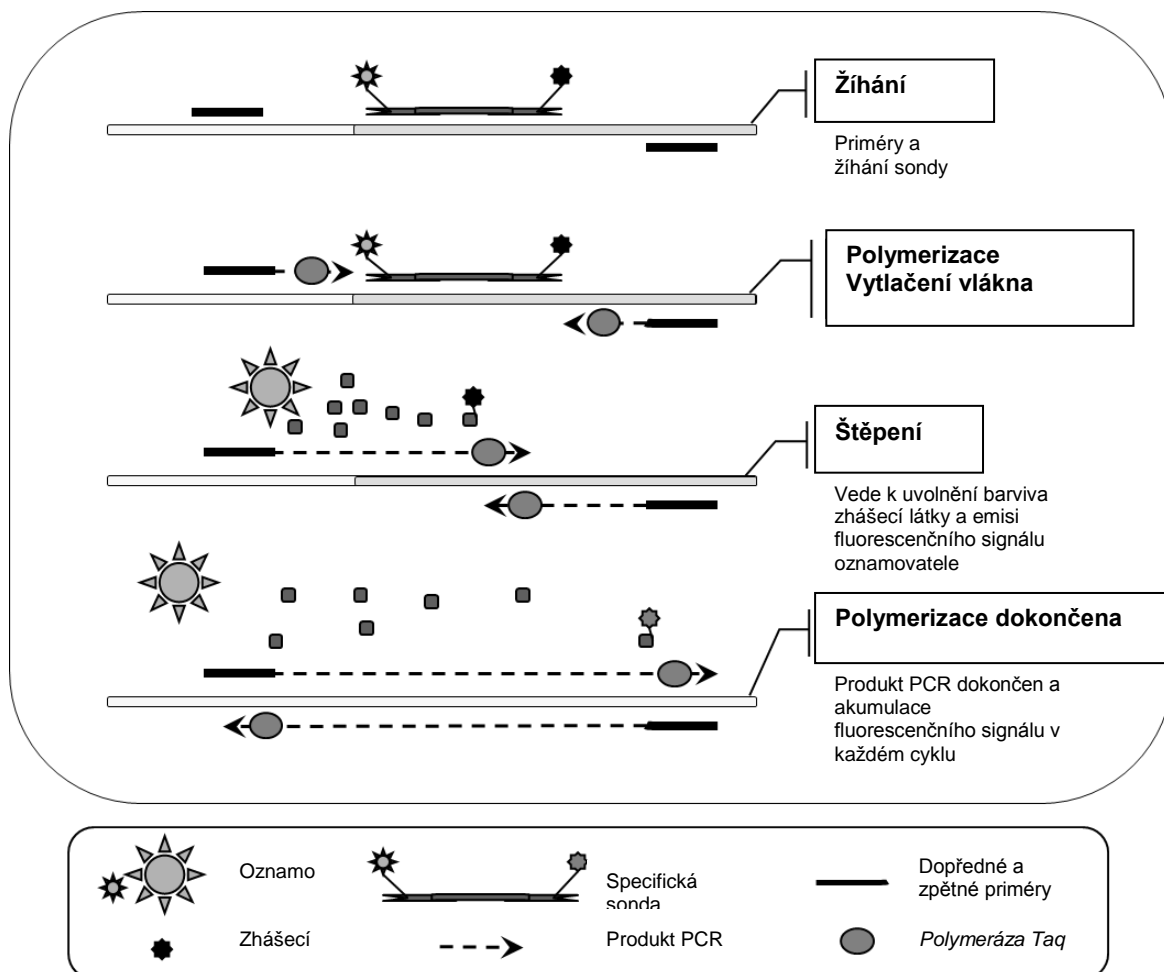 Žíhání
Priméry a
žíhání sondy
Polymerizace
Vytlačení vlákna
Štěpení
Vede k uvolnění barviva
zhášecí látky a emisi
fluorescenčního signálu
oznamovatele
Polymerizace dokončena
Produkt PCR dokončen a
akumulace
fluorescenčního signálu v
každém cyklu
Oznamo
Specifická
sonda
Dopředné a
zpětné priméry
Zhášecí
Produkt PCR
Polymeráza Taq